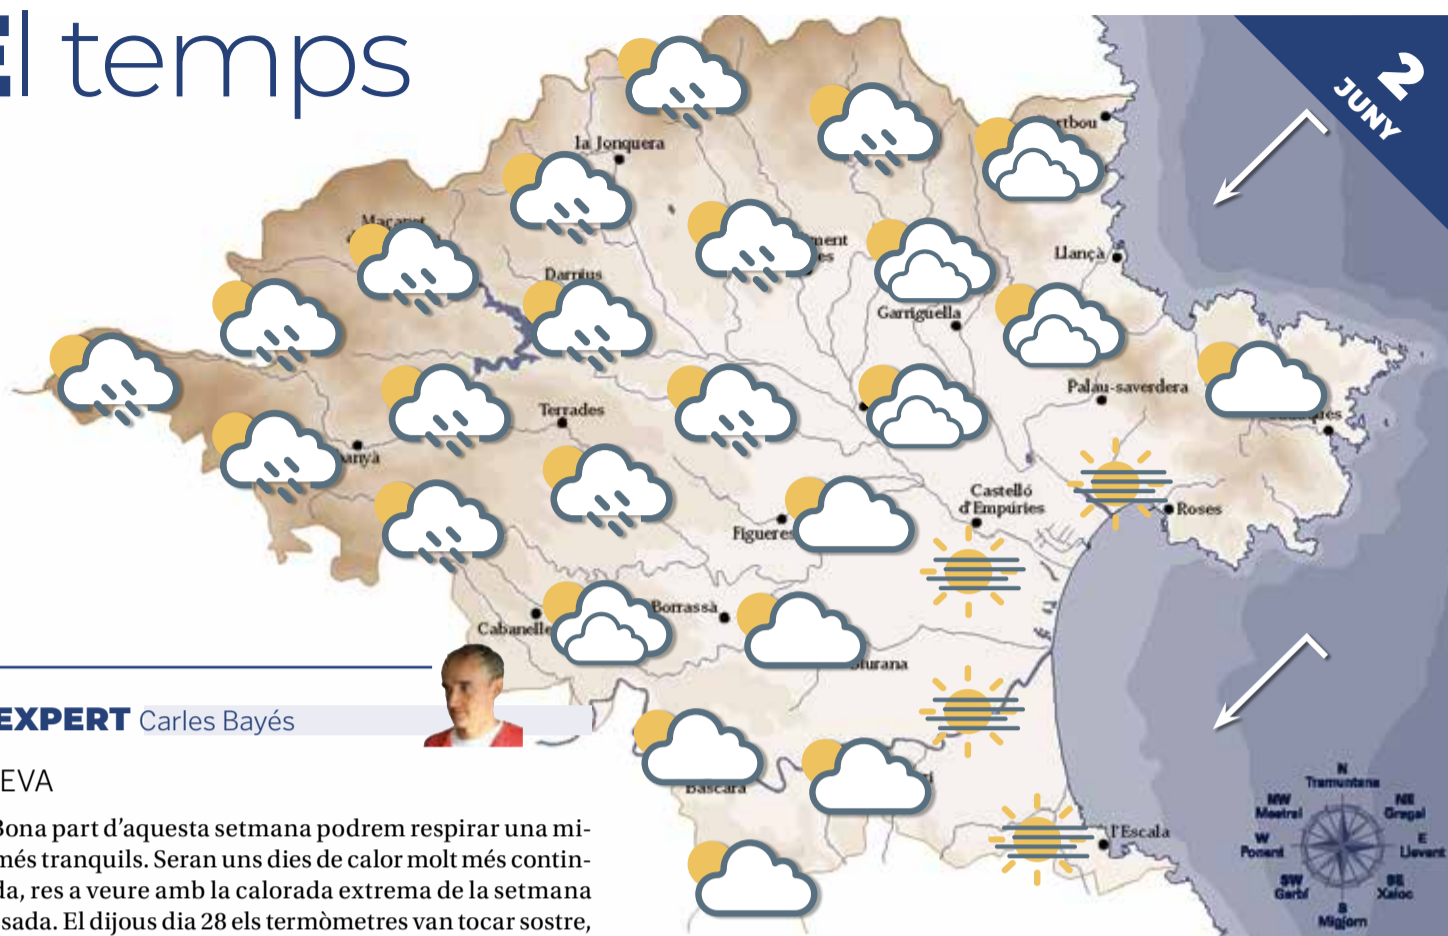 El temps
2
JUNY
la Jonquera
Llançà
Darnius
Garriguella
Palau-saverdera
Terrades
Castelló
d'Empúries
Roses
Figueres
Borrassà
Cabanelle
Bàscara
l'Escala
N
Tramuntana
NW
Mestral
NE
Gregal
W
Ponent
E
Llevant
SW
Garbí
SE
Xaloc
S
Migjorn
EXPERT Carles Bayés
EVA
Bona part d'aquesta setmana podrem respirar una mi-
més tranquils. Seran uns dies de calor molt més contin-
da, res a veure amb la calorada extrema de la setmana
sada. El dijous dia 28 els termòmetres van tocar sostre,